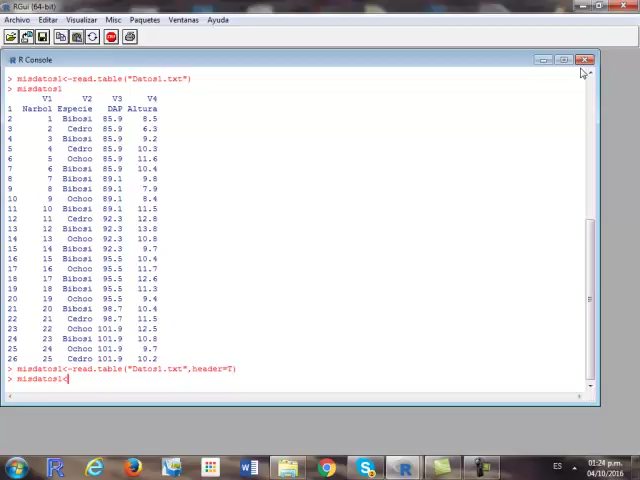 RGui (64-bit)
Archivo Editar Visualizar Misc Paquetes Ventanas Ayuda
STOP
R Console
> misdatos1<-read.table("Datos1.txt")
> misdatos1
V1 V2 V3 V4
1 Narbol Especie DAP Altura
2 1 Bibosi 85.9 8.5
3 2 Cedro 85.9 6.3
4 3 Bibosi 85.9 9.2
5 4 Cedro 85.9 10.3
6 5 Ochoo 85.9 11.6
7 6 Bibosi 85.9 10.4
8 7 Bibosi 89.1 9.8
9 8 Bibosi 89.1 7.9
10 9 Ochoo 89.1 8.4
11 10 Bibosi 89.1 11.5
12 11 Cedro 92.3 12.8
13 12 Bibosi 92.3 13.8
14 13 Ochoo 92.3 10.8
15 14 Bibosi 92.3 9.7
16 15 Bibosi 95.5 10.4
17 16 Ochoo 95.5 11.7
18 17 Bibosi 95.5 12.6
19 18 Bibosi 95.5 11.3
20 19 Ochoo 95.5 9.4
21 20 Bibosi 98.7 10.4
22 21 Cedro 98.7 11.5
23 22 Ochoo 101.9 12.5
24 23 Bibosi 101.9 10.8
25 24 Ochoo 101.9 9.7
26 25 Cedro 101.9 10.2
> misdatos1<-read.table("Datos1.txt",header=T)
> misdatos1<
ES
01:24 p.m.
04/10/2016